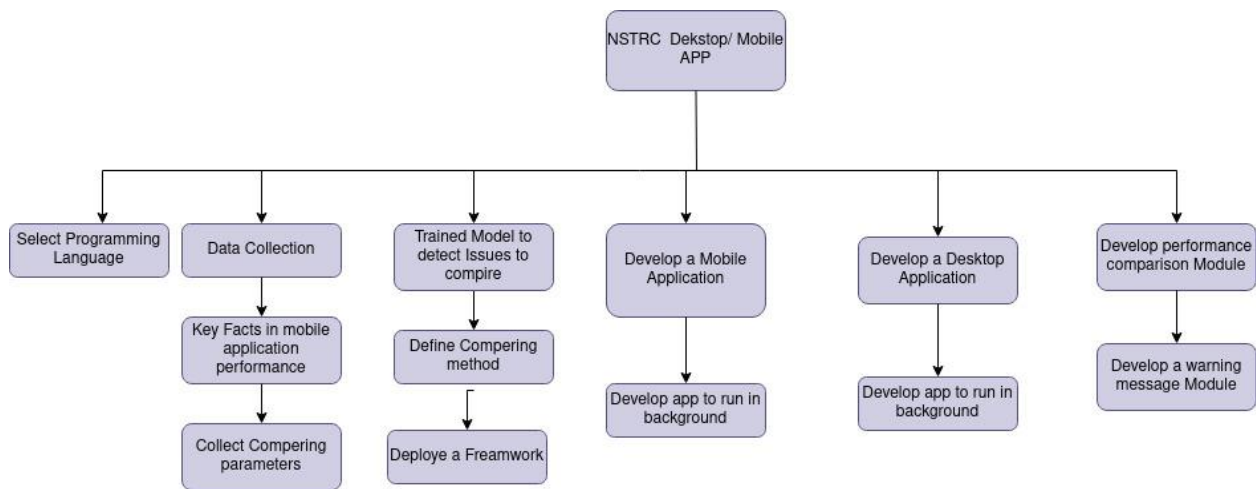 NSTRC Dekstop/ Mobile
APP
Select Programming
Language
Data Collection
Trained Model to
detect Issues to
compire
Develop a Mobile
Application
Develop a Desktop
Application
Develop performance
comparison Module
Key Facts in mobile
application
performance
Define Compering
method
Develop app to run in
background
Develop app to run in
background
Develop a warning
message Module
Collect Compering
parameters
Deploye a Freamwork